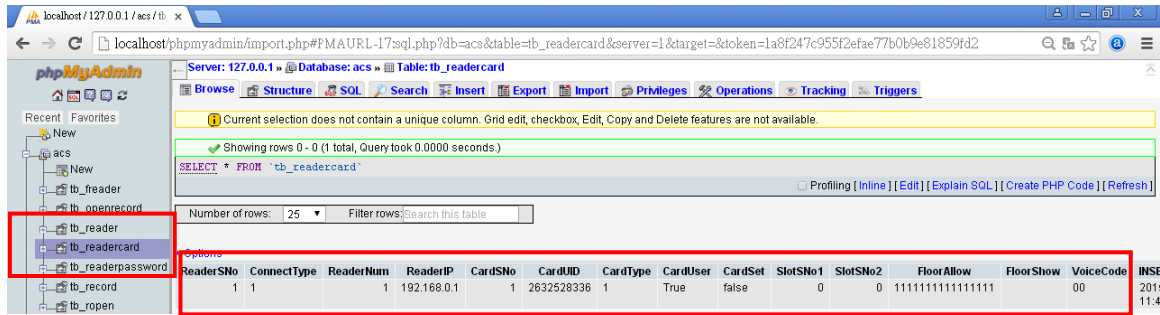 localhost / 127.0.0.1 / acs / tb
localhost/phpmyadmin/import.php#PMAURL-17:sql.php?db=acs&table=tb_readercard&server=1&target=&token=1a8f247c955f2efae77b0b9e81859fd2
phpMyAdmin
Server: 127.0.0.1 » Database: acs » Table: tb_readercard
Browse Structure SQL Search Insert Export Import Privileges Operations Tracking Triggers
Recent Favorites
New
acs
New
tb_freader
tb_openrecord
tb_reader
tb_readercard
tb_readerpassword
tb_record
tb_ropen
Current selection does not contain a unique column. Grid edit, checkbox, Edit, Copy and Delete features are not available.
Showing rows 0 - 0 (1 total, Query took 0.0000 seconds.)
SELECT * FROM `tb_readercard`
Profiling [ Inline ] [ Edit ] [ Explain SQL ] [ Create PHP Code ] [ Refresh ]
Number of rows: 25 Filter rows: Search this table
Options
ReaderSNo ConnectType ReaderNum ReaderIP CardSNo CardUID CardType CardUser CardSet SlotSNo1 SlotSNo2 FloorAllow FloorShow VoiceCode INSE
1 1 1 192.168.0.1 1 2632528336 1 True false 0 0 1111111111111111 00 201
11:4